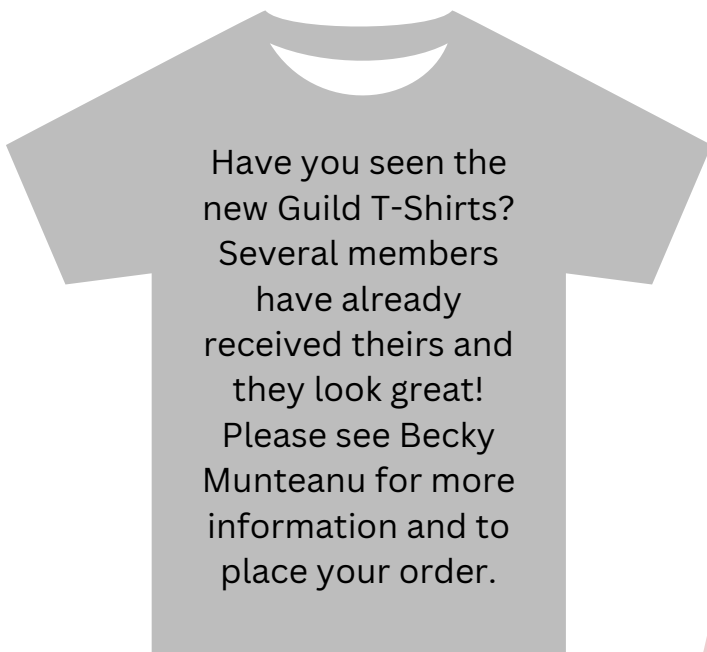 Have you seen the
new Guild T-Shirts?
Several members
have already
received theirs and
they look great!
Please see Becky
Munteanu for more
information and to
place your order.